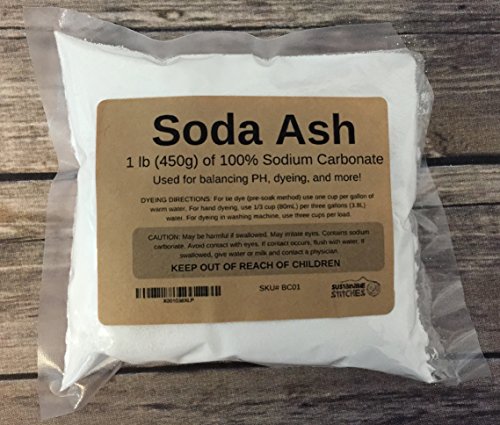 Soda Ash
1 lb (450g) of 100% Sodium Carbonate
Used for balancing PH, dyeing, and more!
DYEING DIRECTIONS: For tie dye (pre-soak method) use one cup per gallon of
warm water. For hand dyeing, use 1/3 cup (80mL) per three gallons (3.8L)
water. For dyeing in washing machine, use three cups per load.
CAUTION: May be harmful if swallowed. May irritate eyes. Contains sodium
carbonate. Avoid contact with eyes. If contact occurs, flush with water. If
swallowed, give water or milk and contact a physician.
KEEP OUT OF REACH OF CHILDREN
SKU# BC01
SUSTAINABLE
STITCHES